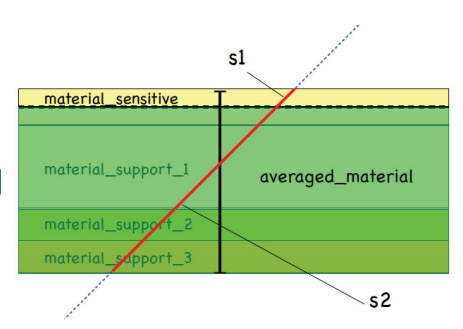 s1
material_sensitive
material_support_1
averaged_material
material_support_2
material_support_3
s2